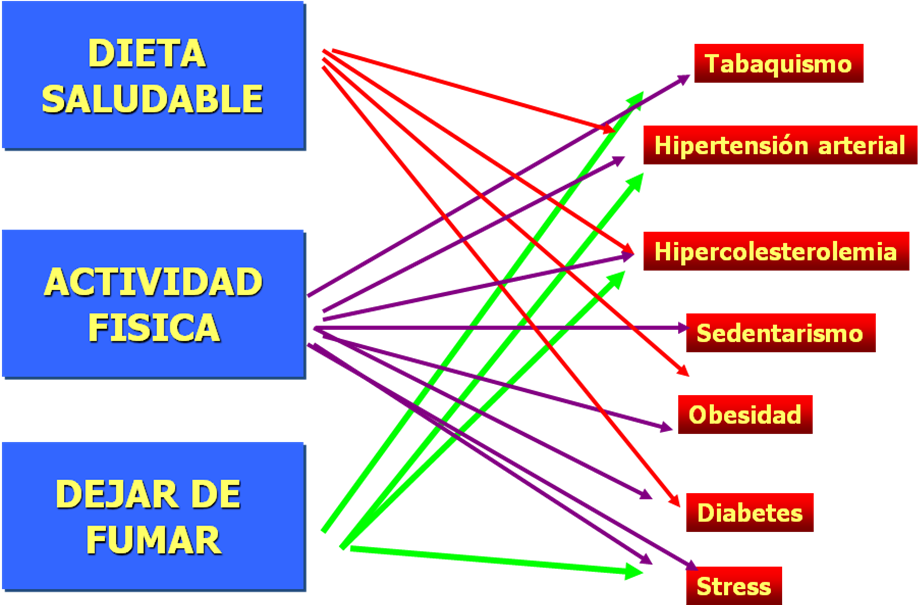 DIETA
SALUDABLE
ACTIVIDAD
FISICA
DEJAR DE
FUMAR
Tabaquismo
Hipertensión arterial
Hipercolesterolemia
Sedentarismo
Obesidad
Diabetes
Stress